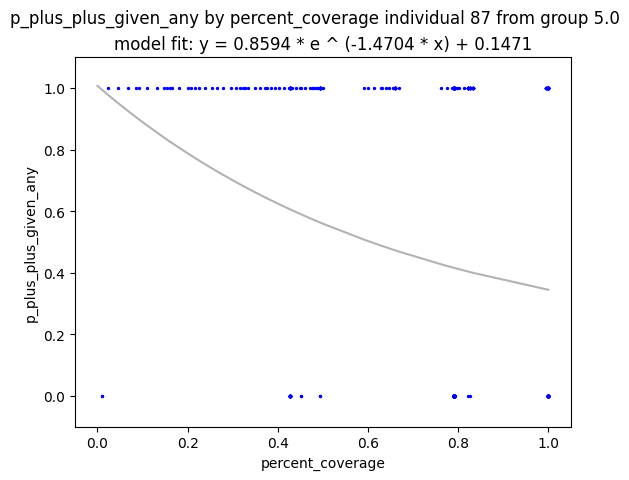 p_plus_plus_given_any by percent_coverage individual 87 from group 5.0
model fit: y = 0.8594 * e ^ (-1.4704 * x) + 0.1471
1.0
0.8
0.6
0.4
0.2
0.0
p_plus_plus_given_any
0.0 0.2 0.4 0.6 0.8 1.0
percent_coverage